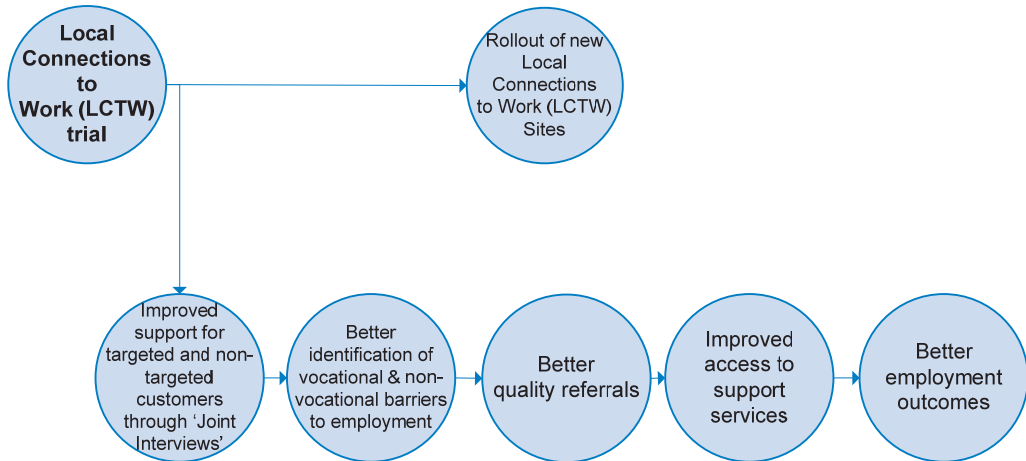 Local
Connections
to
Work (LCTW)
trial
Rollout of new
Local
Connections
to Work (LCTW)
Sites
Improved
support for
targeted and non-
targeted
customers
through ‘Joint
Interviews’
Better
identification of
vocational & non-
vocational barriers
to employment
Better
quality referrals
Improved
access to
support
services
Better
employment
outcomes